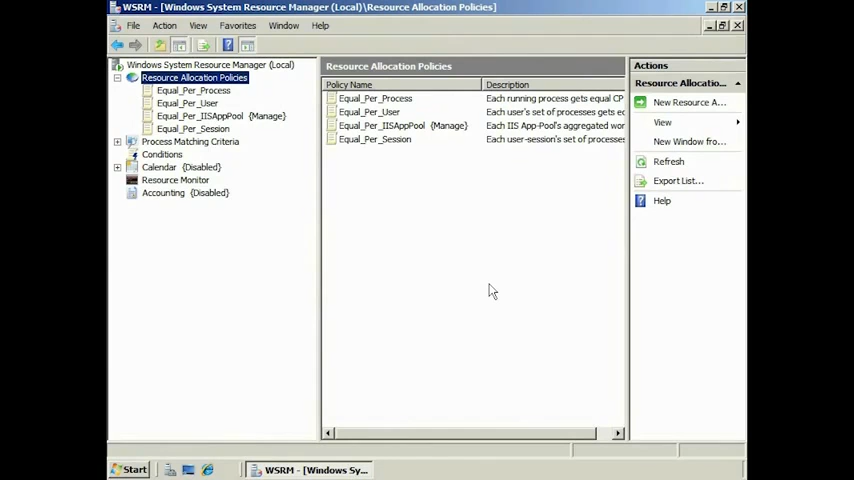 WSRM - [Windows System Resource Manager (Local)\Resource Allocation Policies]
File Action View Favorites Window Help
Windows System Resource Manager (Local)
Resource Allocation Policies
Equal_Per_Process
Equal_Per_User
Equal_Per_IISAppPool {Manage}
Equal_Per_Session
Process Matching Criteria
Conditions
Calendar {Disabled}
Resource Monitor
Accounting {Disabled}
Resource Allocation Policies
Policy Name Description
Equal_Per_Process Each running process gets equal CP
Equal_Per_User Each user's set of processes gets ec
Equal_Per_IISAppPool {Manage} Each IIS App-Pool's aggregated wor
Equal_Per_Session Each user-session's set of processes
Actions
Resource Allocatio...
New Resource A...
View
New Window fro...
Refresh
Export List...
Help
Start WSRM - [Windows Sy...